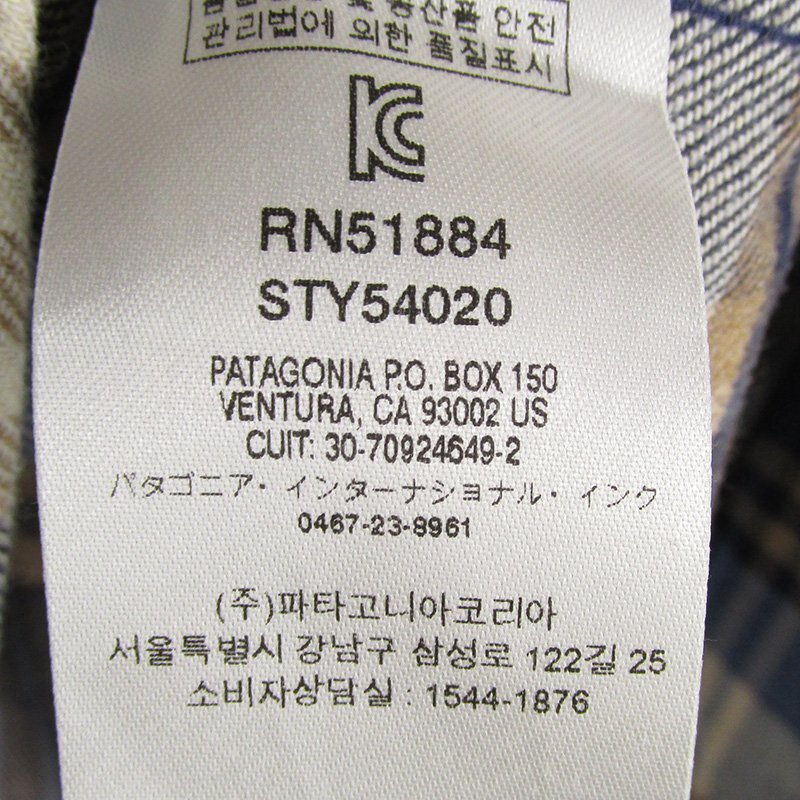 관리법에 의한 품질표시
KC
RN51884
STY54020
PATAGONIA P.O. BOX 150
VENTURA, CA 93002 US
CUIT: 30-70924649-2
パタゴニア・インターナショナル・インク
0467-23-8961
(주)파타고니아코리아
서울특별시 강남구 삼성로 122길 25
소비자상담실 : 1544-1876